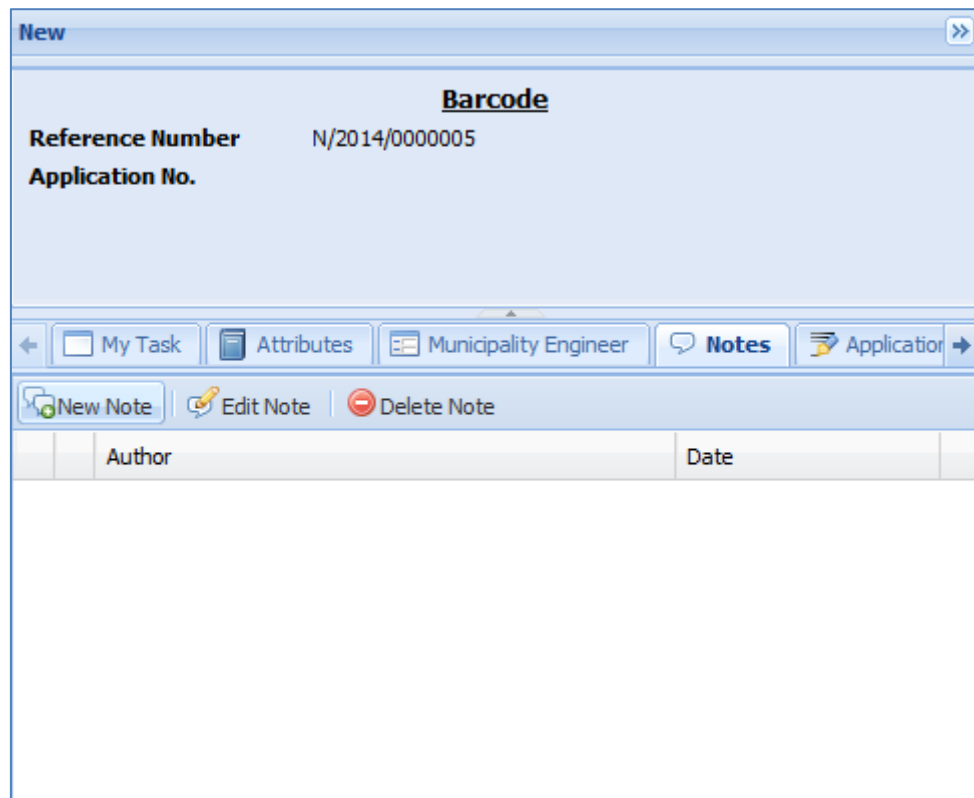 New
Barcode
Reference Number N/2014/0000005
Application No.
My Task Attributes Municipality Engineer Notes Application
New Note Edit Note Delete Note
Author Date